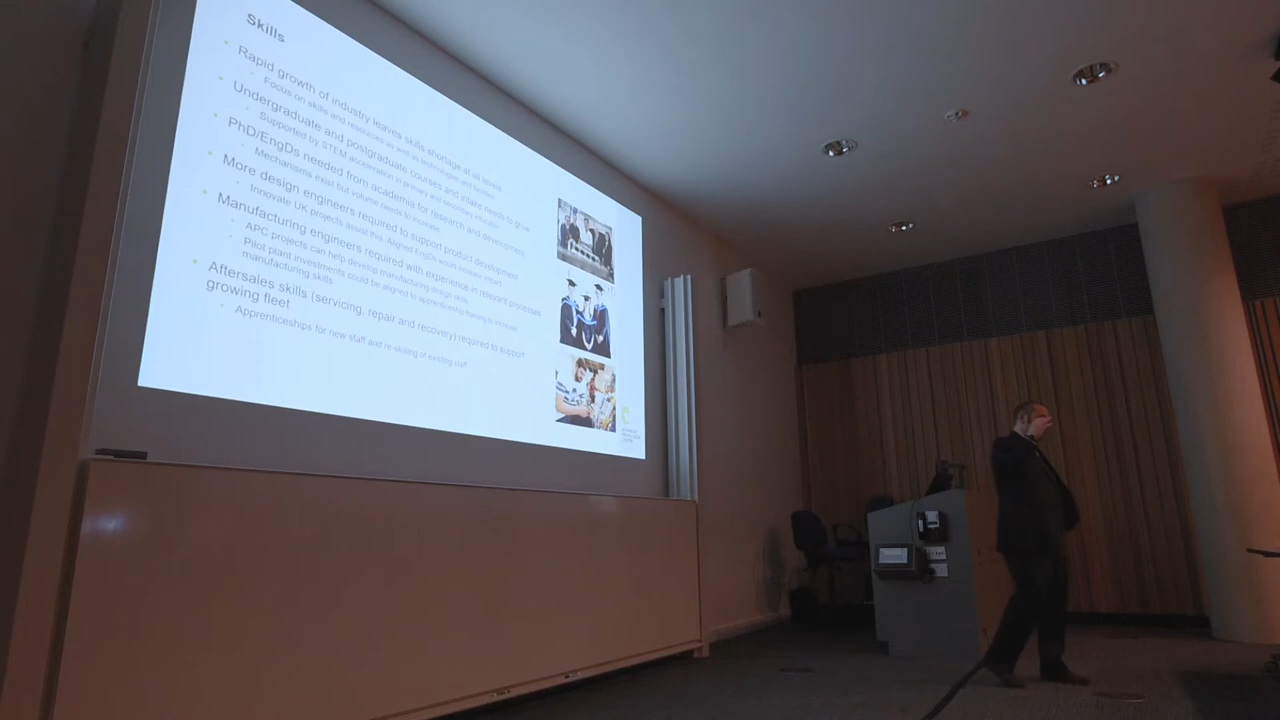 Skills
Rapid growth of industry leaves skills shortage at all levels
Focus on skills and resources as well as technologies and facilities
Undergraduate and postgraduate courses and intake needs to grow
Supported by STEM acceleration in primary and secondary education
PhD/EngDs needed from academia for research and development
Mechanisms exist but volume needs to increase
More design engineers required to support product development
Innovate UK projects assist this. Aligned EngDs would increase impact
Manufacturing engineers required with experience in relevant processes
APC projects can help develop manufacturing design skills
Pilot plant investments could be aligned to apprenticeship training to increase
manufacturing skills
Aftersales skills (servicing, repair and recovery) required to support
growing fleet
Apprenticeships for new staff and re-skilling of existing staff
ADVANCED
PROPULSION
CENTRE